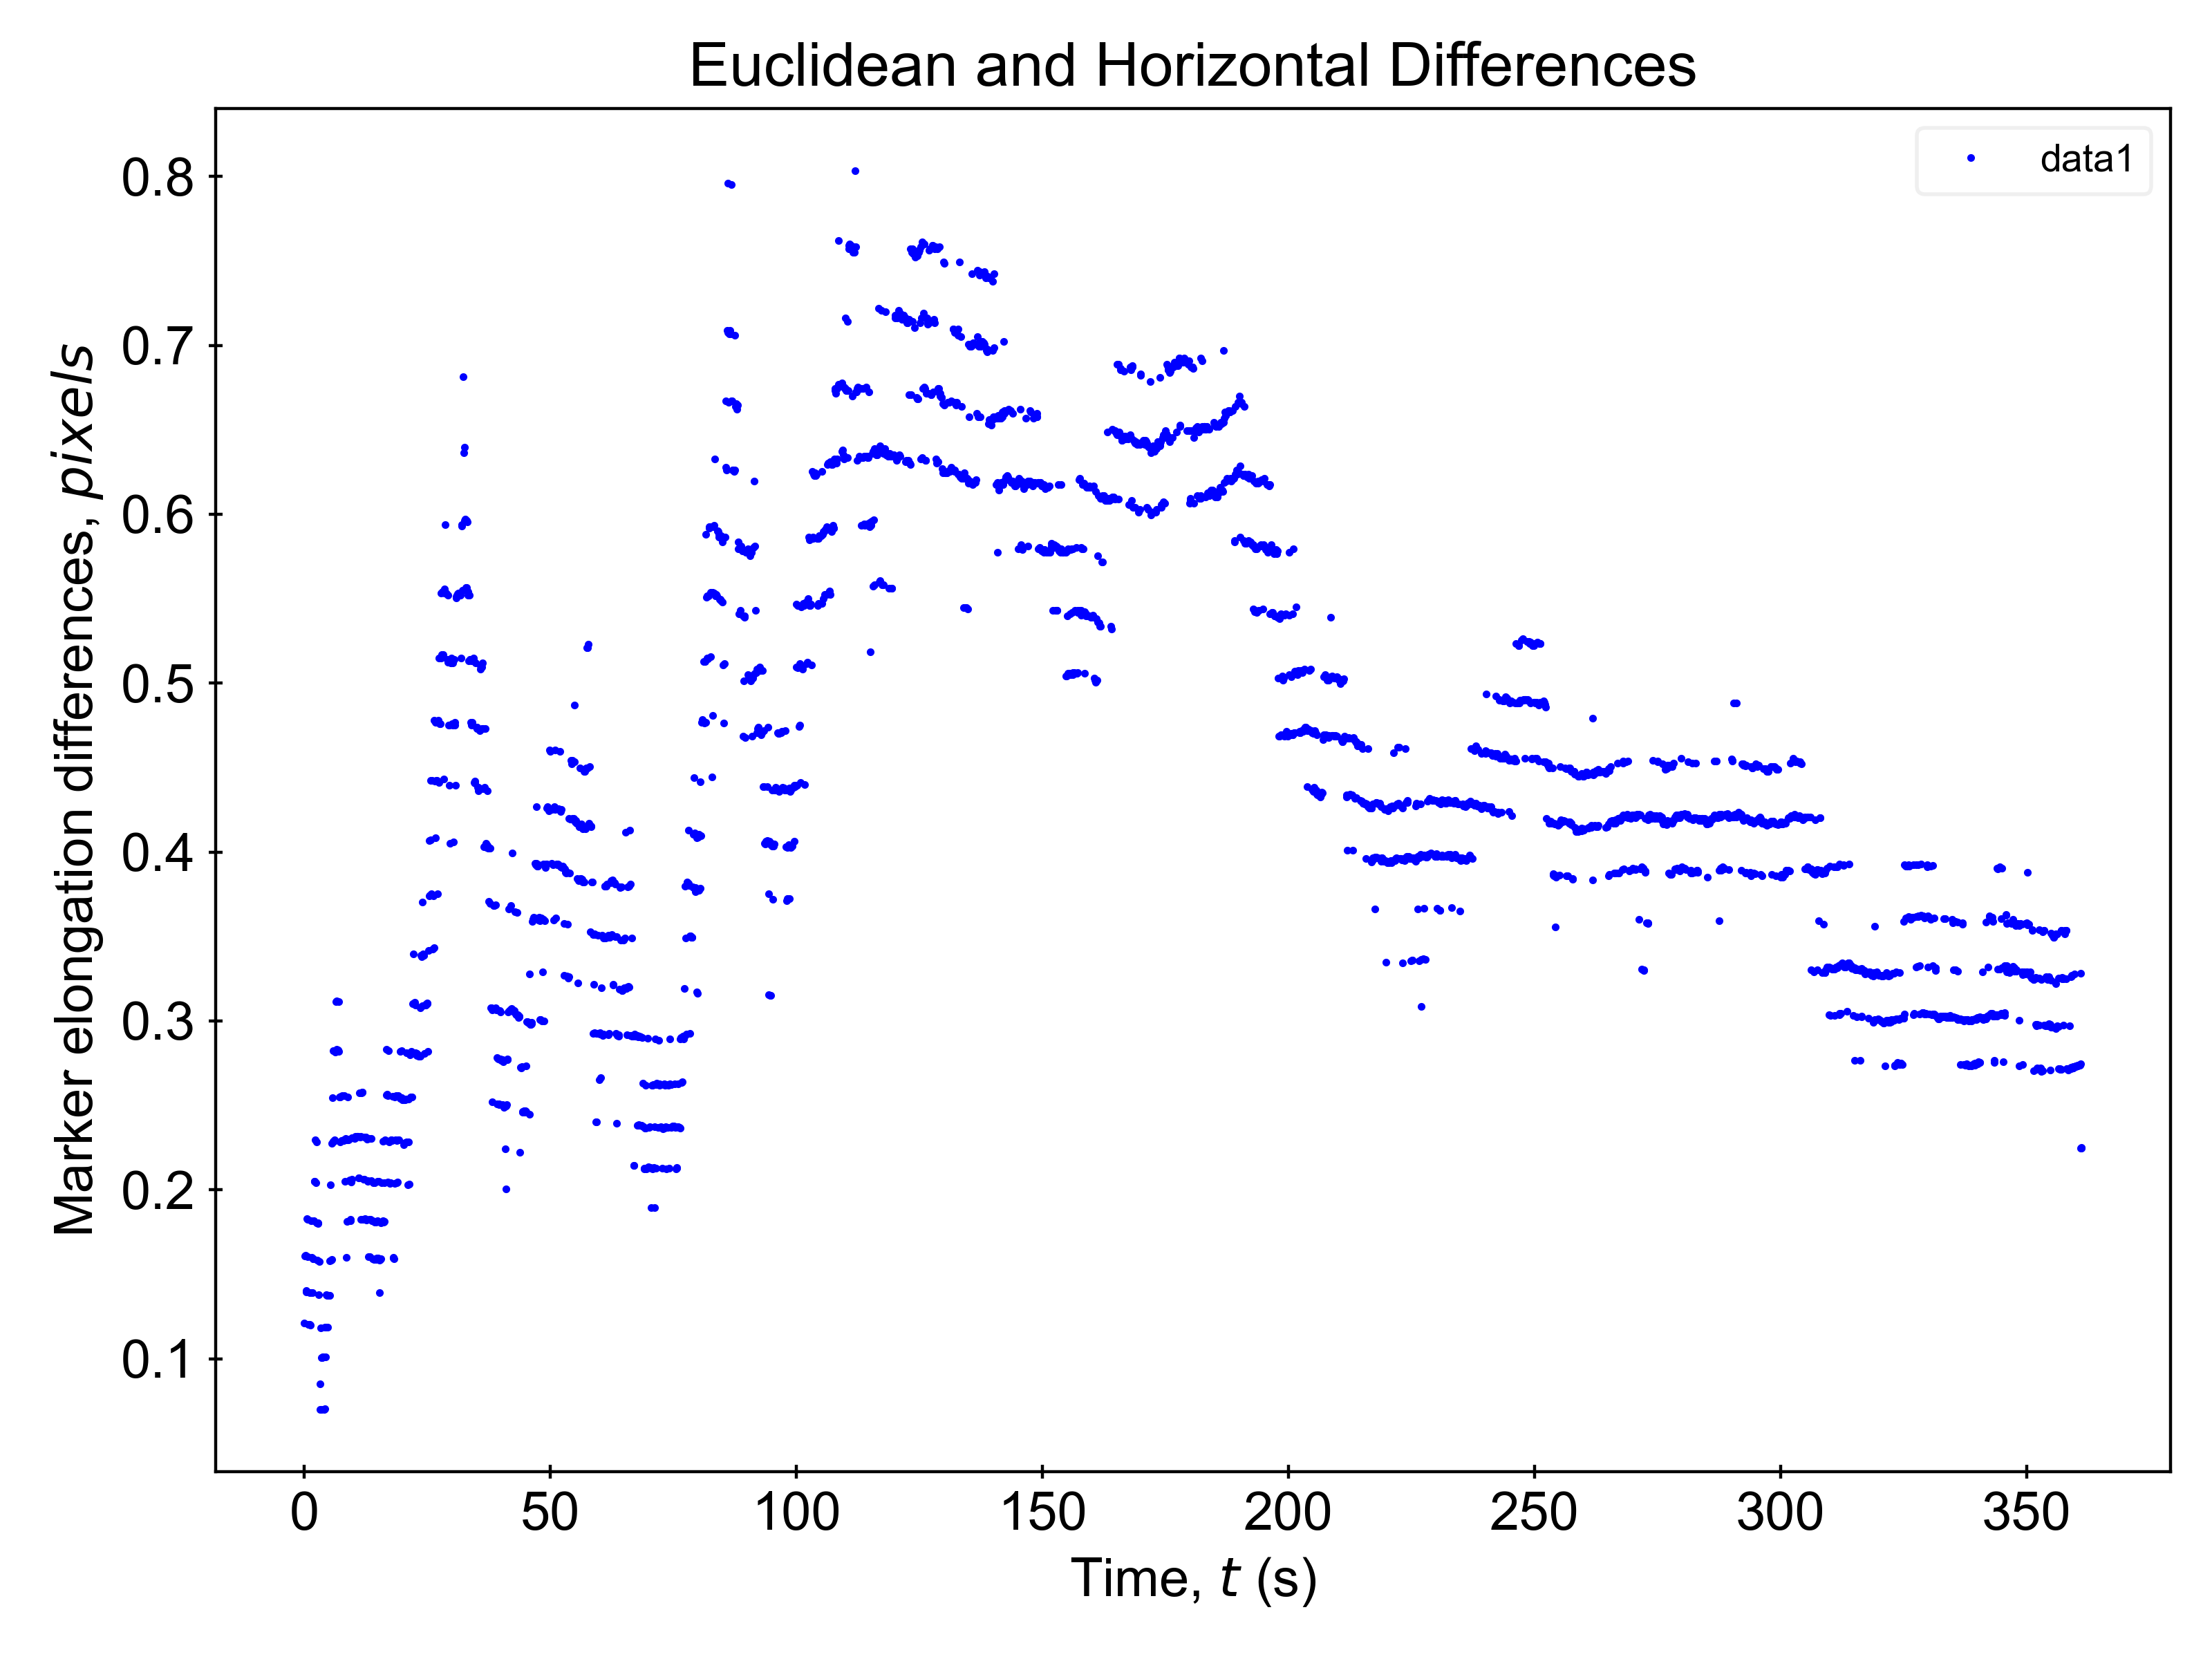 Euclidean and Horizontal Differences
data1
Marker elongation differences, pixels
0.8
0.7
0.6
0.5
0.4
0.3
0.2
0.1
0 50 100 150 200 250 300 350
Time, t (s)